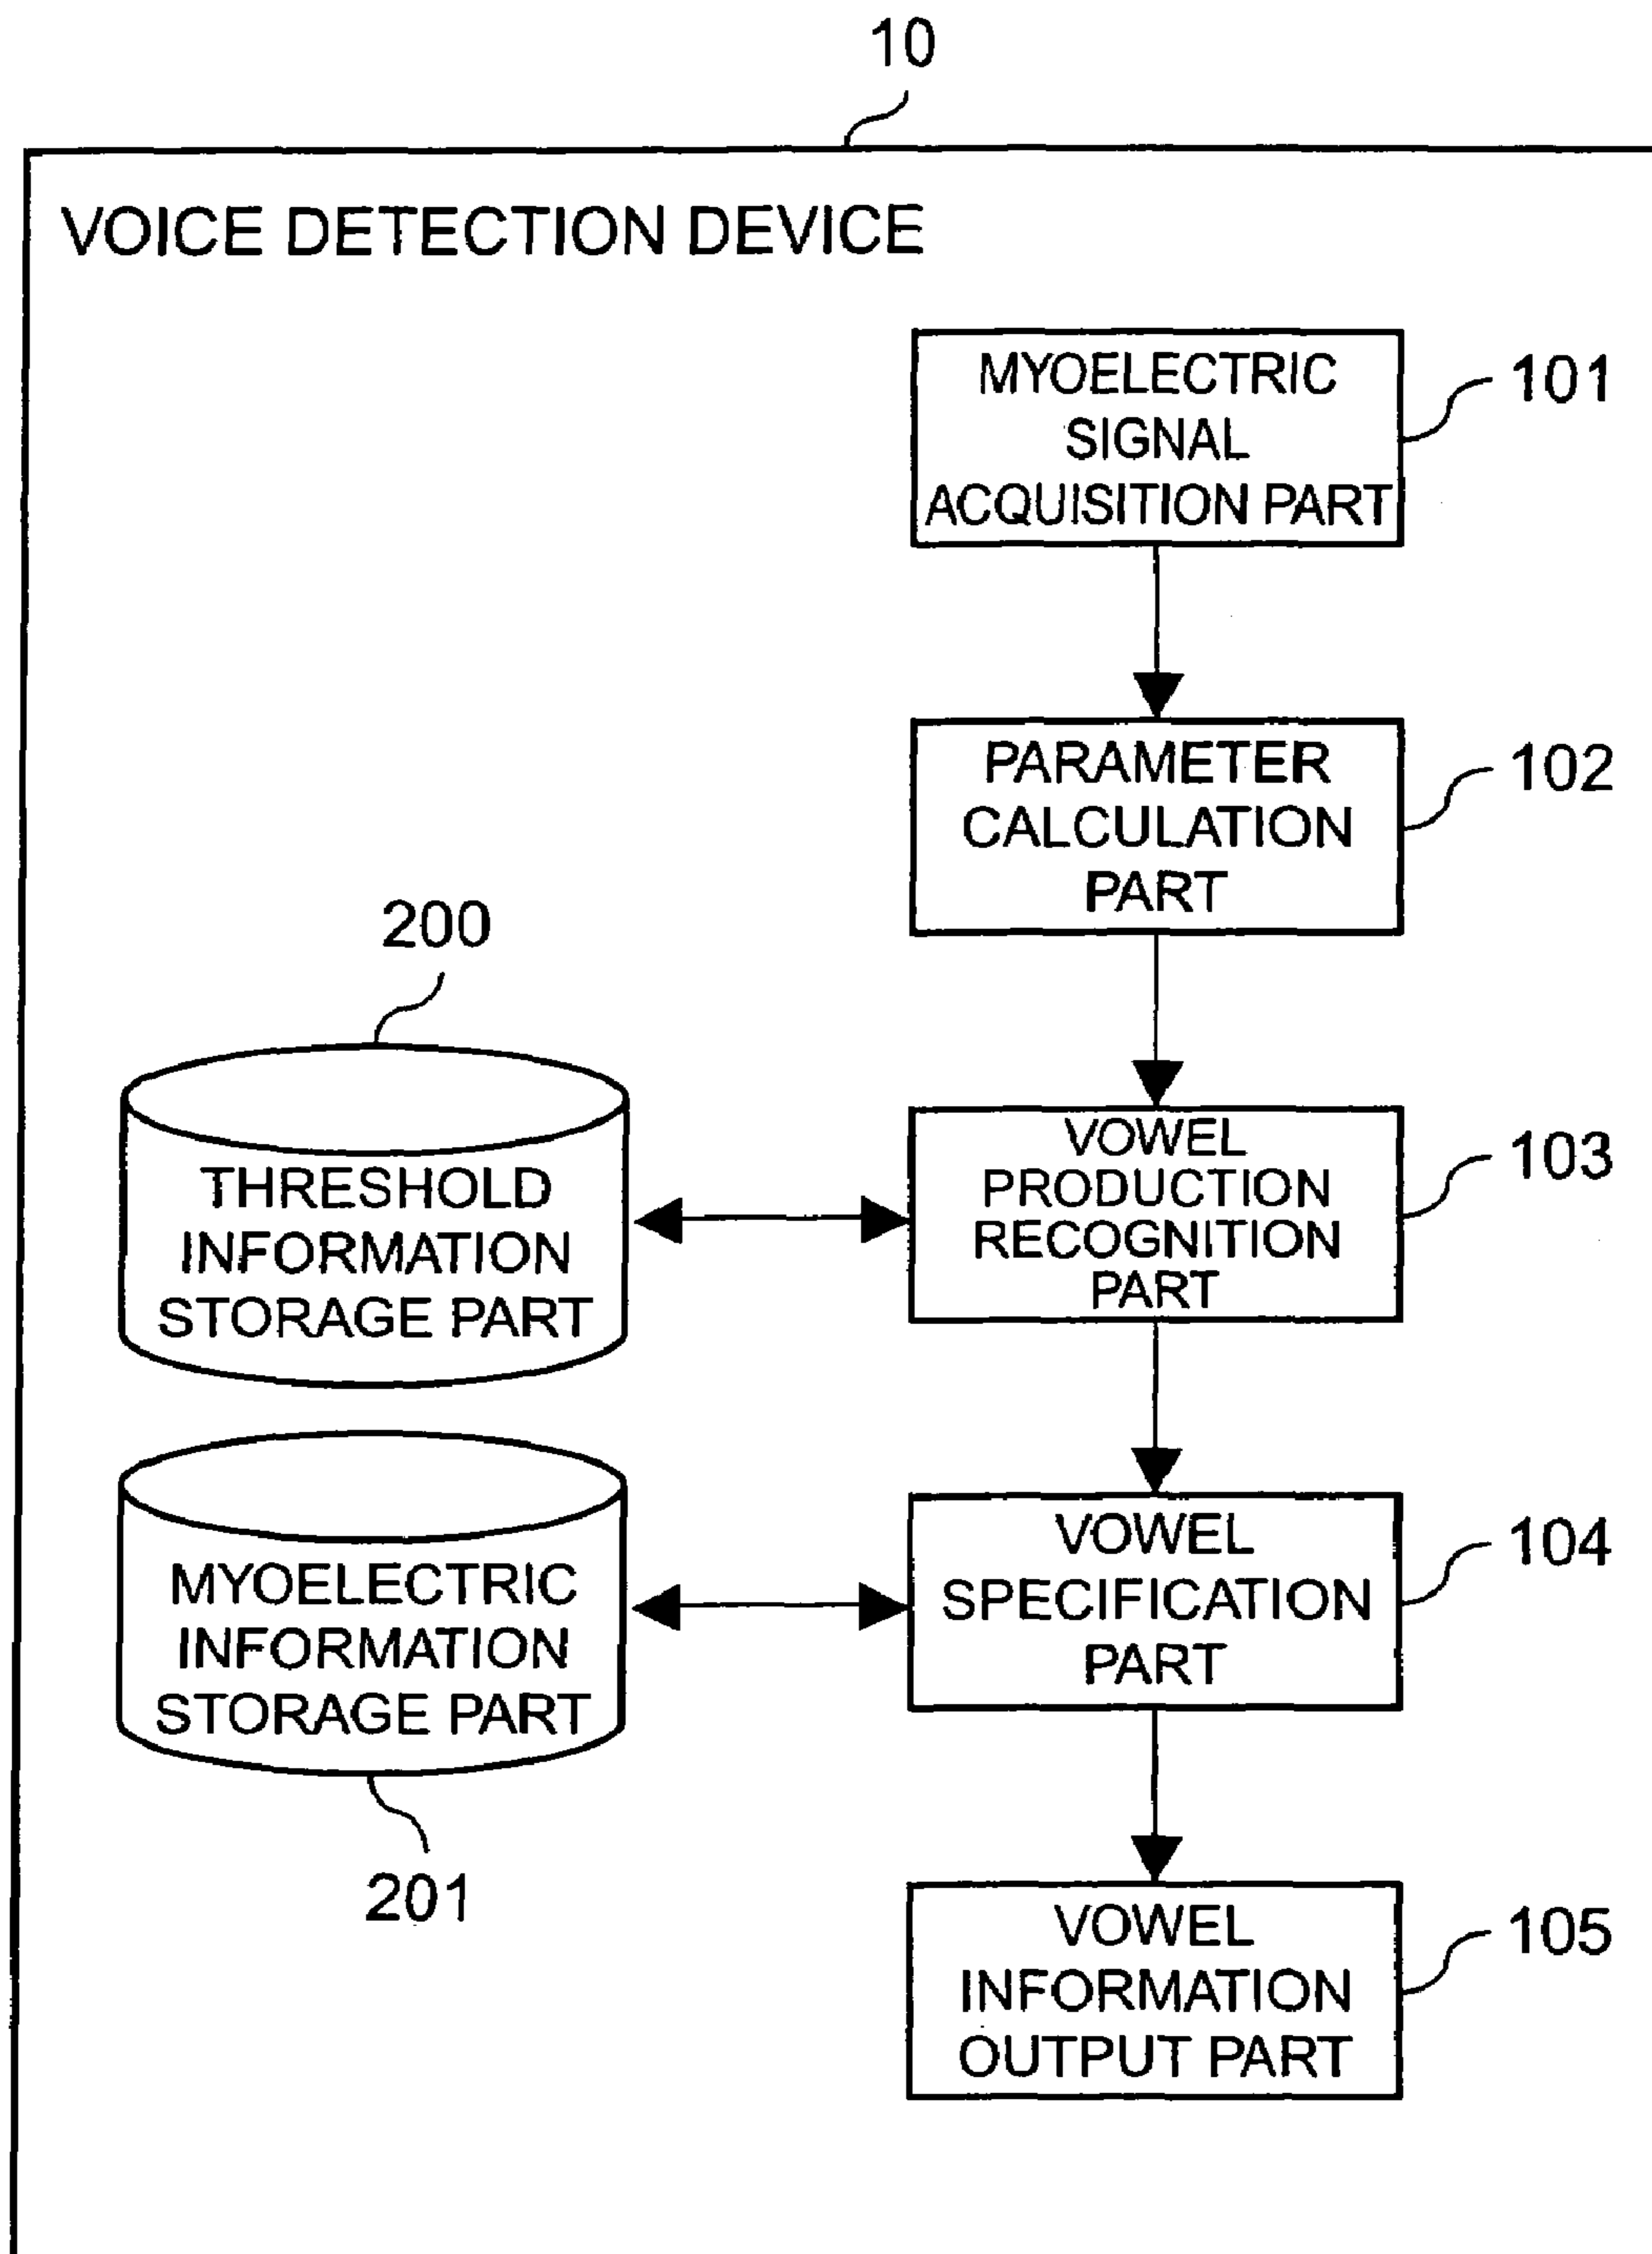 10
VOICE DETECTION DEVICE
MYOELECTRIC
SIGNAL
ACQUISITION PART
101
PARAMETER
CALCULATION
PART
102
200
THRESHOLD
INFORMATION
STORAGE PART
VOWEL
PRODUCTION
RECOGNITION
PART
103
MYOELECTRIC
INFORMATION
STORAGE PART
201
VOWEL
SPECIFICATION
PART
104
VOWEL
INFORMATION
OUTPUT PART
105